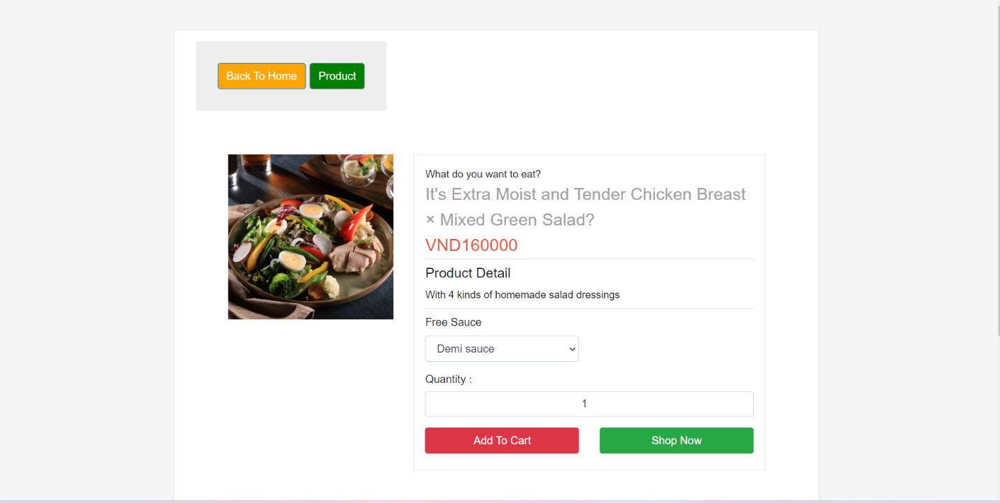 Back To Home Product
What do you want to eat?
It's Extra Moist and Tender Chicken Breast
× Mixed Green Salad?
VND160000
Product Detail
With 4 kinds of homemade salad dressings
Free Sauce
Demi sauce
Quantity :
1
Add To Cart Shop Now